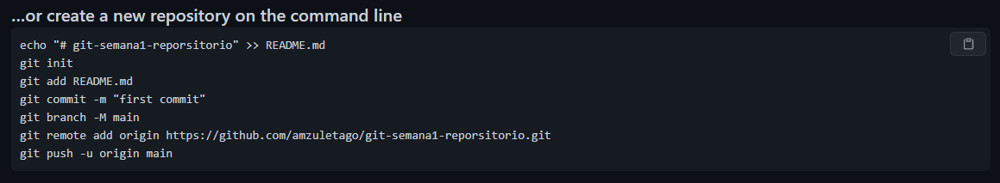 ...or create a new repository on the command line
echo "# git-semana1-reporsitorio" >> README.md
git init
git add README.md
git commit -m "first commit"
git branch -M main
git remote add origin https://github.com/amzuletago/git-semana1-reporsitorio.git
git push -u origin main